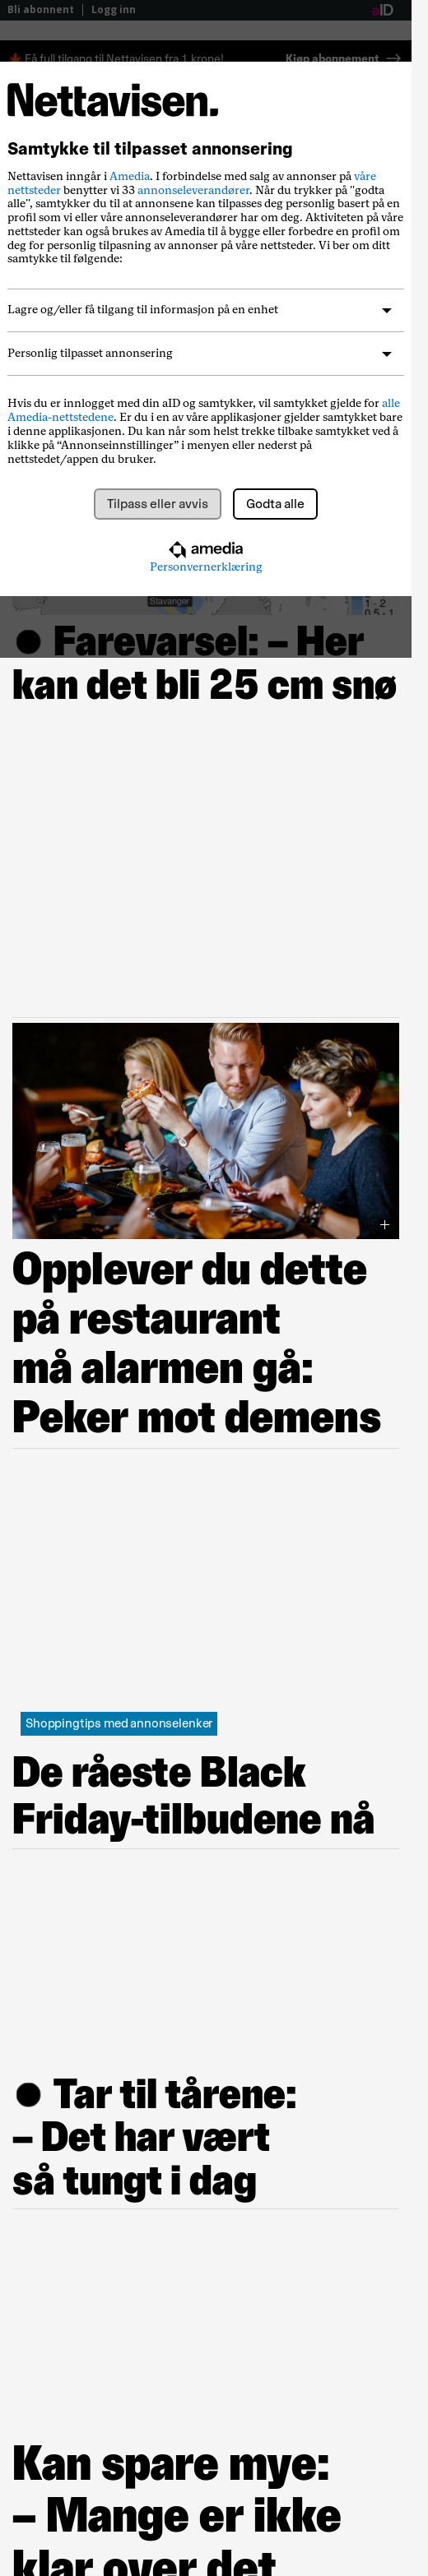 Bli abonnent | Logg inn
aID
🍁 Få full tilgang til Nettavisen fra 1 krone!
Kjøp abonnement →
Nettavisen.
Samtykke til tilpasset annonsering
Nettavisen inngår i Amedia. I forbindelse med salg av annonser på våre
nettsteder benytter vi 33 annonseleverandører. Når du trykker på "godta
alle", samtykker du til at annonsene kan tilpasses deg personlig basert på en
profil som vi eller våre annonseleverandører har om deg. Aktiviteten på våre
nettsteder kan også brukes av Amedia til å bygge eller forbedre en profil om
deg for personlig tilpasning av annonser på våre nettsteder. Vi ber om ditt
samtykke til følgende:
Lagre og/eller få tilgang til informasjon på en enhet
Personlig tilpasset annonsering
Hvis du er innlogget med din aID og samtykker, vil samtykket gjelde for alle
Amedia-nettstedene. Er du i en av våre applikasjoner gjelder samtykket bare
i denne applikasjonen. Du kan når som helst trekke tilbake samtykket ved å
klikke på “Annonseinnstillinger” i menyen eller nederst på
nettstedet/appen du bruker.
Tilpass eller avvis
Godta alle
amedia
Personvernerklæring
Stavanger
1 - 2
0,5 - 1
● Farevarsel: – Her
kan det bli 25 cm snø
Opplever du dette
på restaurant
må alarmen gå:
Peker mot demens
Shoppingtips med annonselenker
De råeste Black
Friday-tilbudene nå
● Tar til tårene:
– Det har vært
så tungt i dag
Kan spare mye:
– Mange er ikke
klar over det